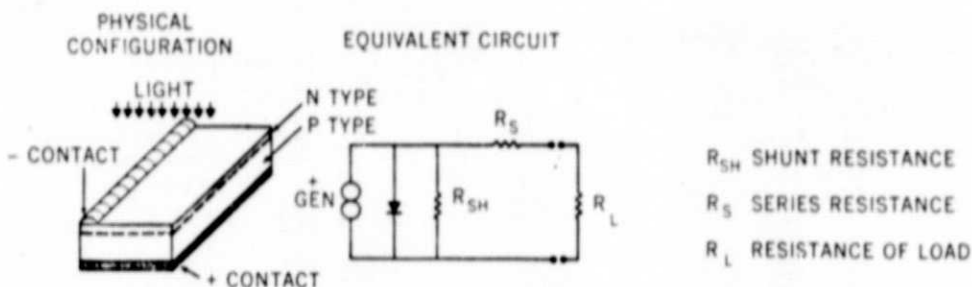 PHYSICAL
CONFIGURATION
EQUIVALENT CIRCUIT
LIGHT
N TYPE
P TYPE
- CONTACT
+ CONTACT
+
GEN
R_SH
R_S
R_L
R_SH SHUNT RESISTANCE
R_S SERIES RESISTANCE
R_L RESISTANCE OF LOAD